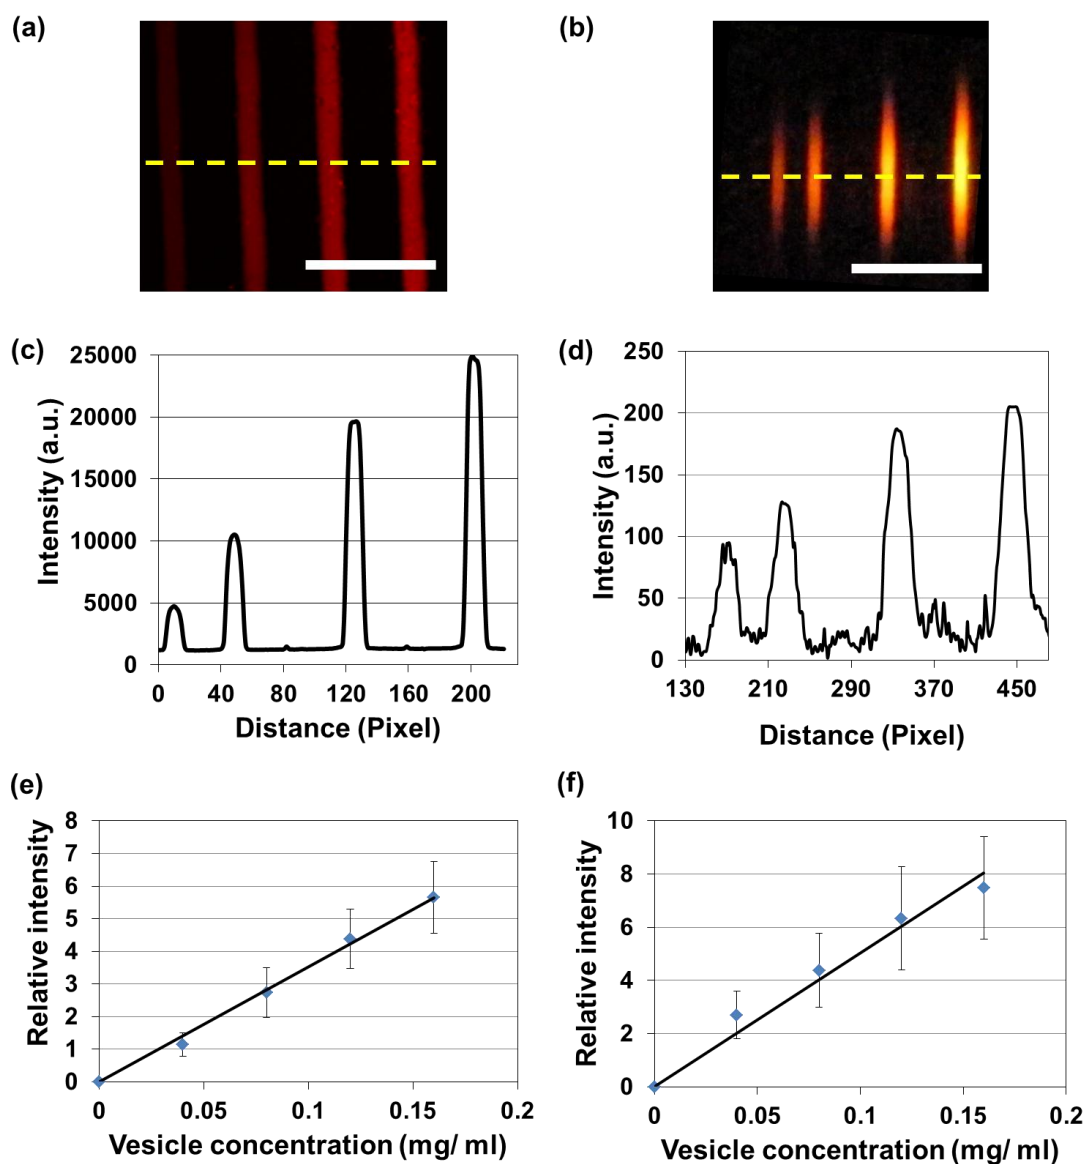 (a)
(b)
(c)
25000
20000
15000
10000
5000
0
Intensity (a.u.)
0 40 80 120 160 200
Distance (Pixel)
(d)
250
200
150
100
50
0
Intensity (a.u.)
130 210 290 370 450
Distance (Pixel)
(e)
8
7
6
5
4
3
2
1
0
Relative intensity
0 0.05 0.1 0.15 0.2
Vesicle concentration (mg/ ml)
(f)
10
8
6
4
2
0
Relative intensity
0 0.05 0.1 0.15 0.2
Vesicle concentration (mg/ ml)